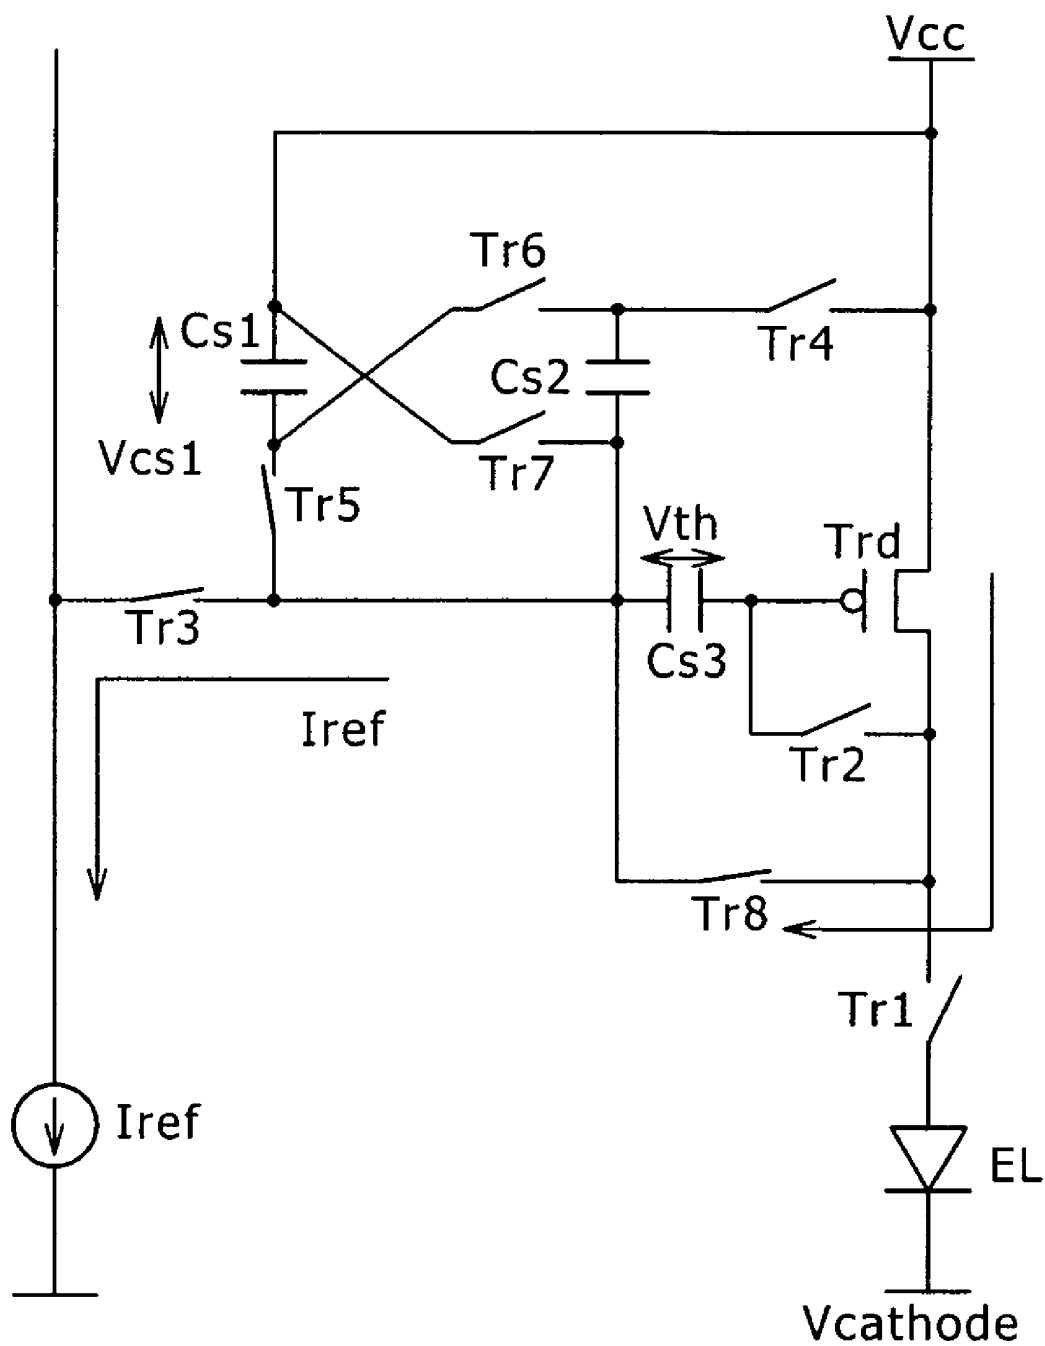 Vcc
Tr6
Cs1
Tr4
Cs2
Vcs1
Tr7
Tr5
Vth
Trd
Tr3
Cs3
Iref
Tr2
Tr8
Tr1
Iref
EL
Vcathode